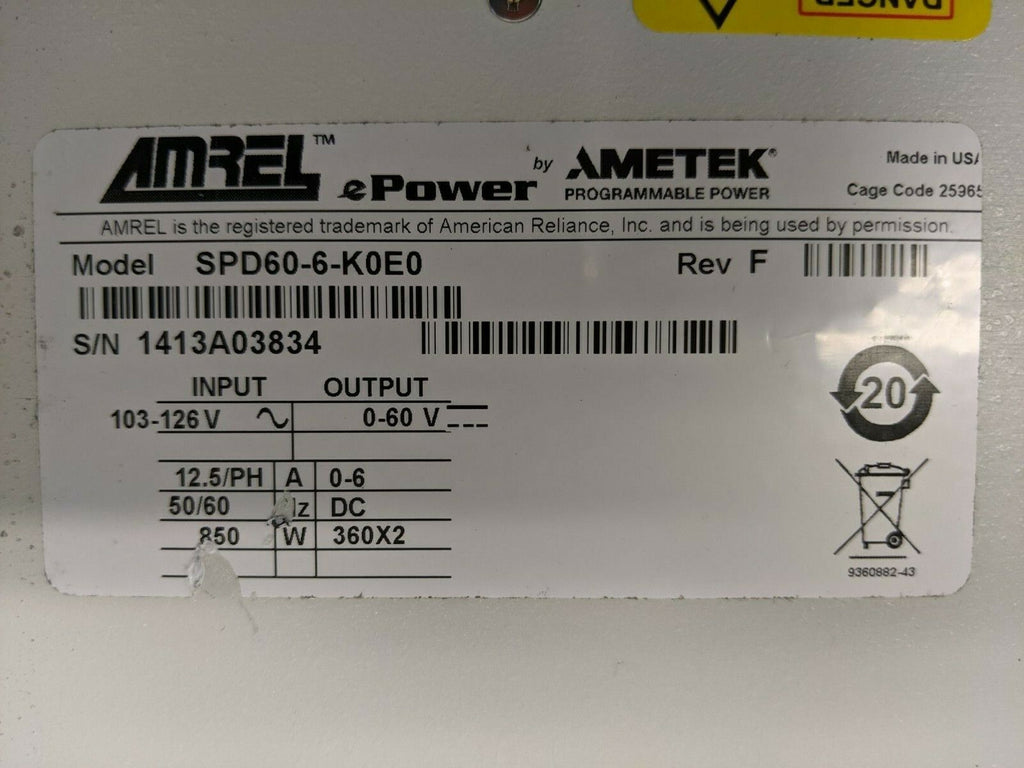 DANGER
AMREL™ ePower by AMETEK® PROGRAMMABLE POWER
Made in USA
Cage Code 25965
AMREL is the registered trademark of American Reliance, Inc. and is being used by permission.
Model SPD60-6-K0E0 Rev F
S/N 1413A03834
INPUT OUTPUT
103-126 V 0-60 V
12.5/PH A 0-6
50/60 Hz DC
850 W 360X2
20
9360882-43